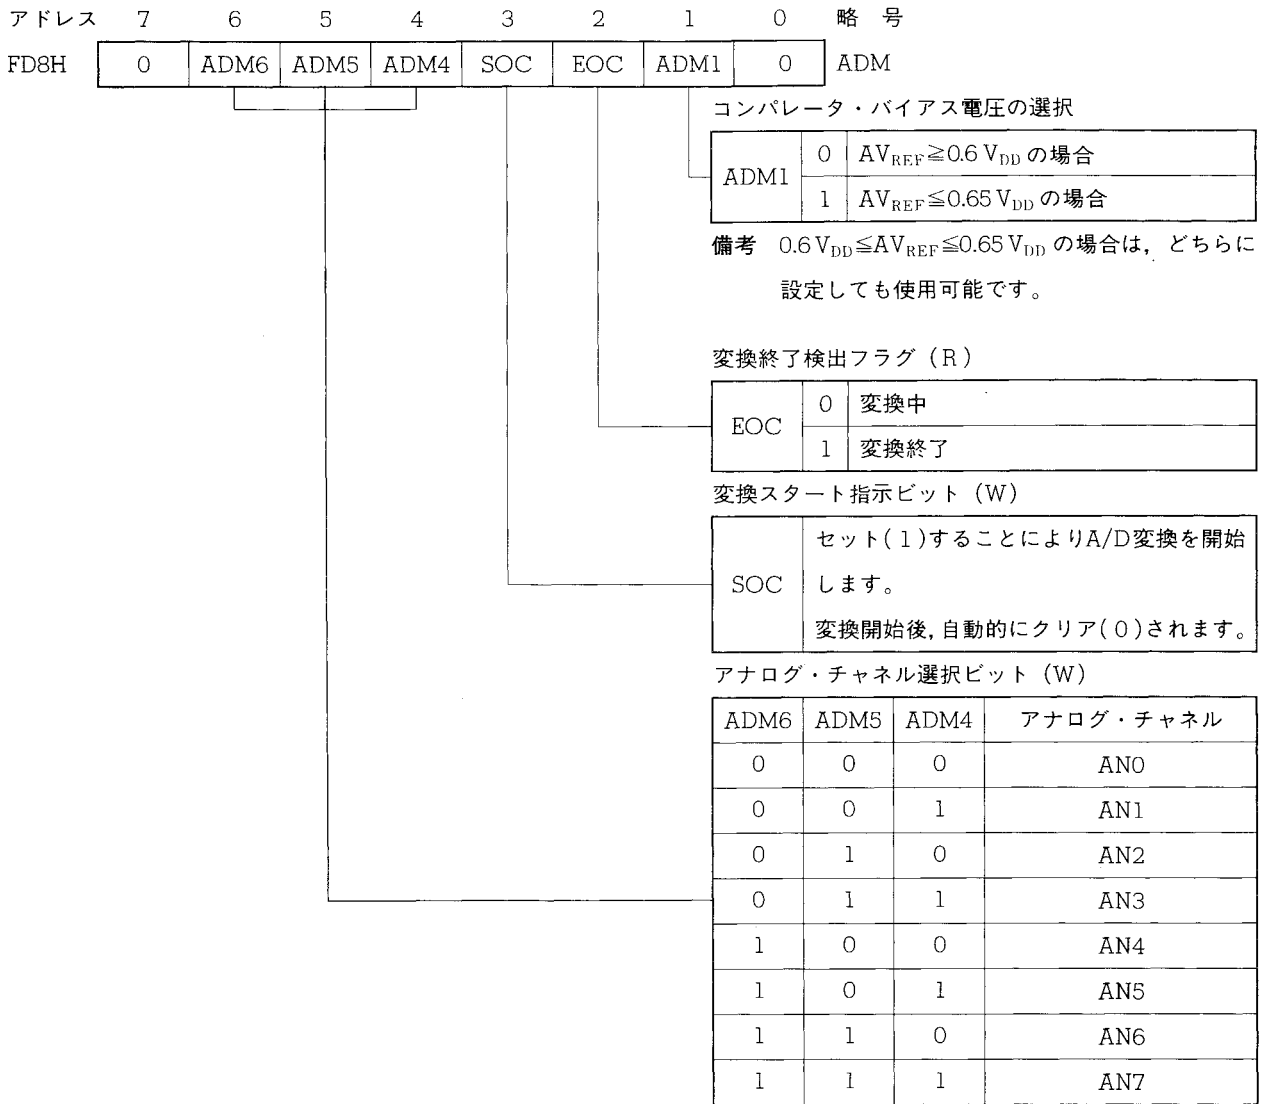 アドレス 7 6 5 4 3 2 1 0 略 号
FD8H 0 ADM6 ADM5 ADM4 SOC EOC ADM1 0 ADM
コンパレータ・バイアス電圧の選択
ADM1
0 AVREF≧0.6 VDDの場合
1 AVREF≦0.65 VDDの場合
備考 0.6 VDD≦AVREF≦0.65 VDDの場合は，どちらに
設定しても使用可能です。
変換終了検出フラグ（R）
EOC
0 変換中
1 変換終了
変換スタート指示ビット（W）
SOC
セット(1)することによりA/D変換を開始
します。
変換開始後,自動的にクリア(0)されます。
アナログ・チャネル選択ビット（W）
ADM6 ADM5 ADM4 アナログ・チャネル
0 0 0 AN0
0 0 1 AN1
0 1 0 AN2
0 1 1 AN3
1 0 0 AN4
1 0 1 AN5
1 1 0 AN6
1 1 1 AN7